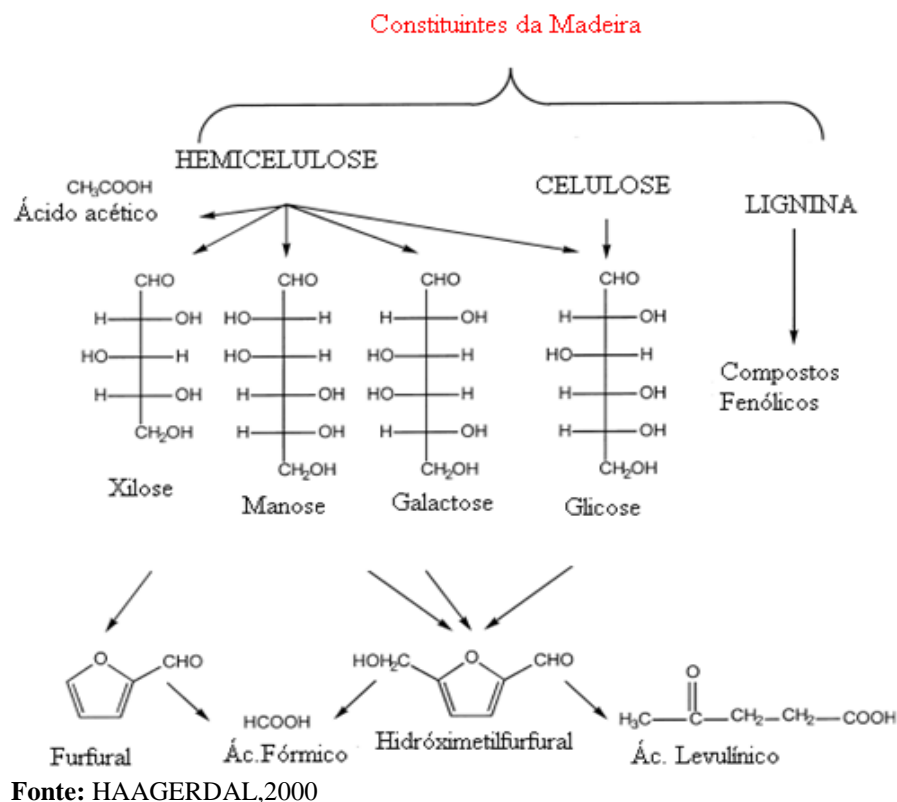 Constituintes da Madeira
HEMICELULOSE
CELULOSE
LIGNINA
CH3COOH
Ácido acético
CHO CHO CHO CHO
H OH HO H H OH H OH
HO H HO H HO H HO H
H OH H OH HO H H OH
CH2OH H OH H OH H OH
CH2OH CH2OH CH2OH
Xilose Manose Galactose Glicose
Compostos
Fenólicos
O CHO
Furfural
HCOOH
Ác.Fórmico
HOH2C O CHO
Hidróximetilfurfural
O
H3C C CH2 CH2 COOH
Ác. Levulínico
Fonte: HAAGERDAL,2000